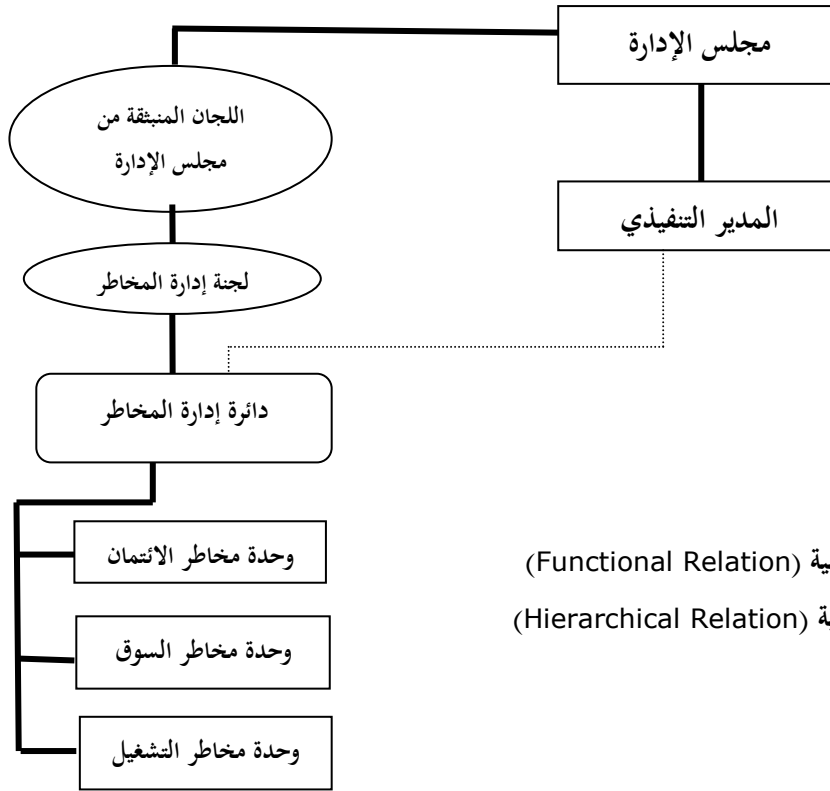 مجلس الإدارة
اللجان المنبثقة من
مجلس الإدارة
المدير التنفيذي
لجنة إدارة المخاطر
دائرة إدارة المخاطر
وحدة مخاطر الائتمان
(Functional Relation)
(Hierarchical Relation)
وحدة مخاطر السوق
وحدة مخاطر التشغيل